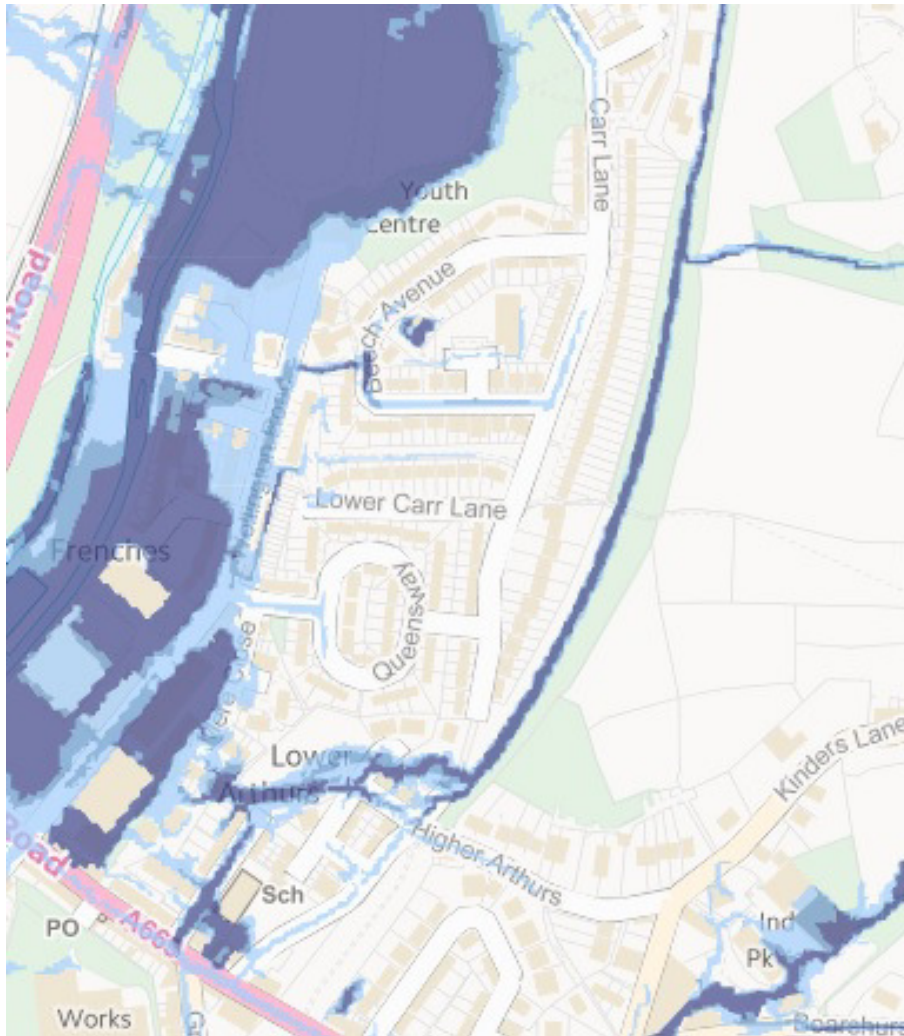 Carr Lane
Youth
Centre
Road
Beech Avenue
Lower Carr Lane
Frenches
Queensway
Lower
Arthurs
Kinders Lane
Higher Arthurs
Road
Sch
A669
PO
Ind
Pk
Works